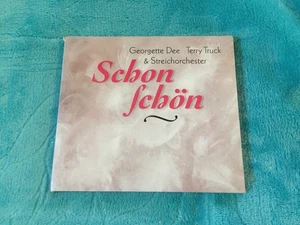 Georgette Dee Terry Truck
& Streichorchester
Schon
ſchön